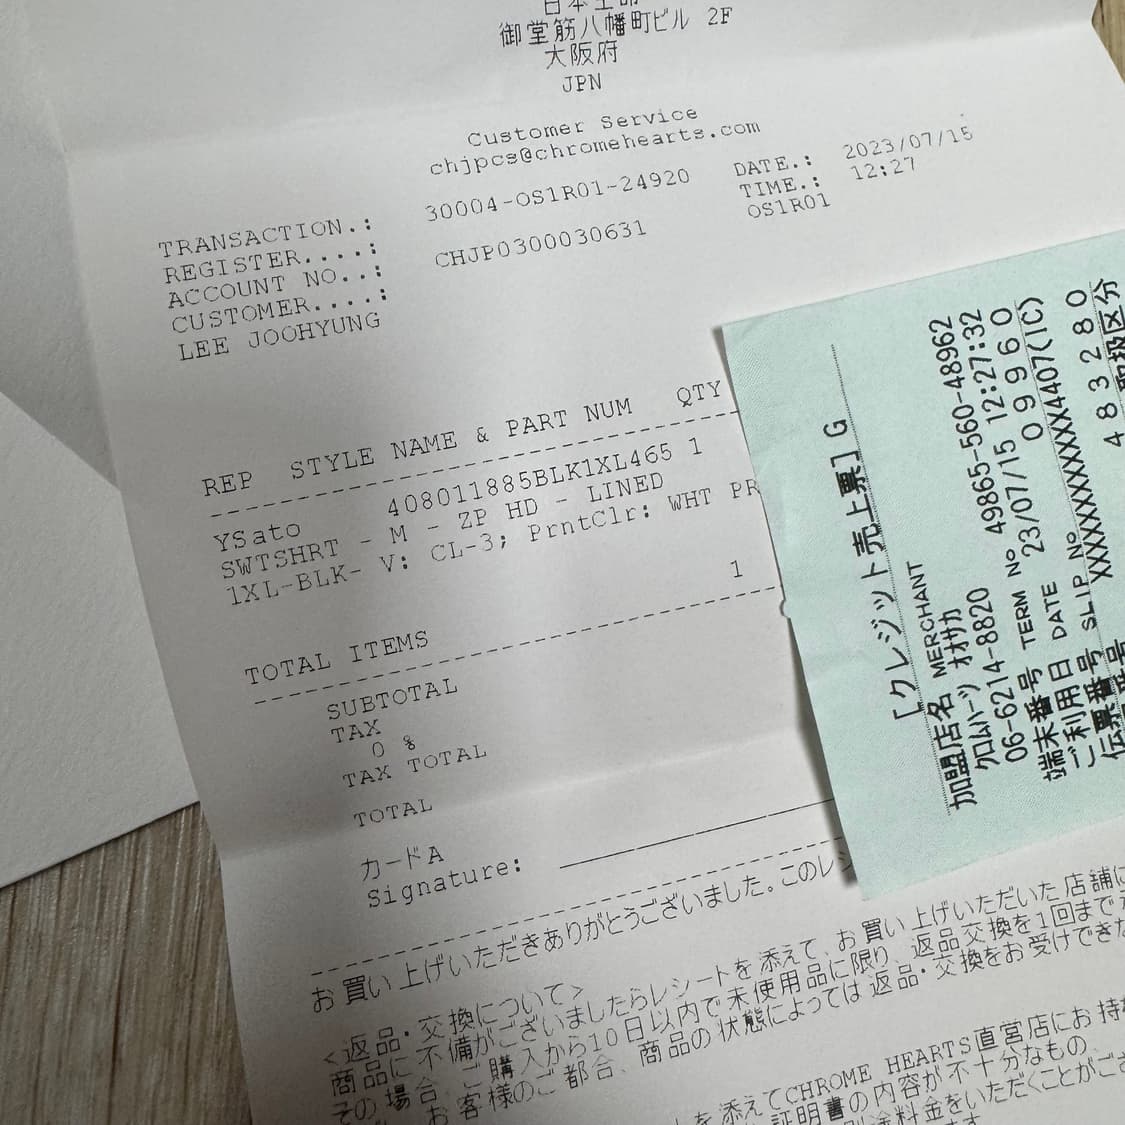 御堂筋八幡町ビル 2F
大阪府
JPN
Customer Service
chjpcs@chromehearts.com
TRANSACTION.: 30004-OS1R01-24920 DATE.: 2023/07/15
REGISTER....: TIME.: 12:27
ACCOUNT NO..: CHJP0300030631 OS1R01
CUSTOMER....:
LEE JOOHYUNG
REP STYLE NAME & PART NUM QTY
YSato 408011885BLK1XL465 1
SWTSHRT - M - ZP HD - LINED
1XL-BLK- V: CL-3; PrntClr: WHT PR
TOTAL ITEMS 1
SUBTOTAL
TAX
0 %
TAX TOTAL
TOTAL
カードA
Signature:
お買い上げいただきありがとうございました。このレシ
<返品・交換について>
商品に不備がございましたらレシートを添えて、お買い上げいただいた店舗に
その場合、ご購入から10日以内で未使用品に限り、返品交換を1回まで
お客様のご都合、商品の状態によっては返品・交換をお受けできな
を添えてCHROME HEARTS直営店にお持
証明書の内容が不十分なもの、
料金をいただくことがござ
[クレジット売上票] G
加盟店名 MERCHANT
クロムハーツ オオサカ
06-6214-8820
端末番号 TERM No 49865-560-48962
ご利用日 DATE 23/07/15 12:27:32
伝票番号 SLIP No 09960
XXXXXXXXXXXX4407(IC)
483280
取扱区分